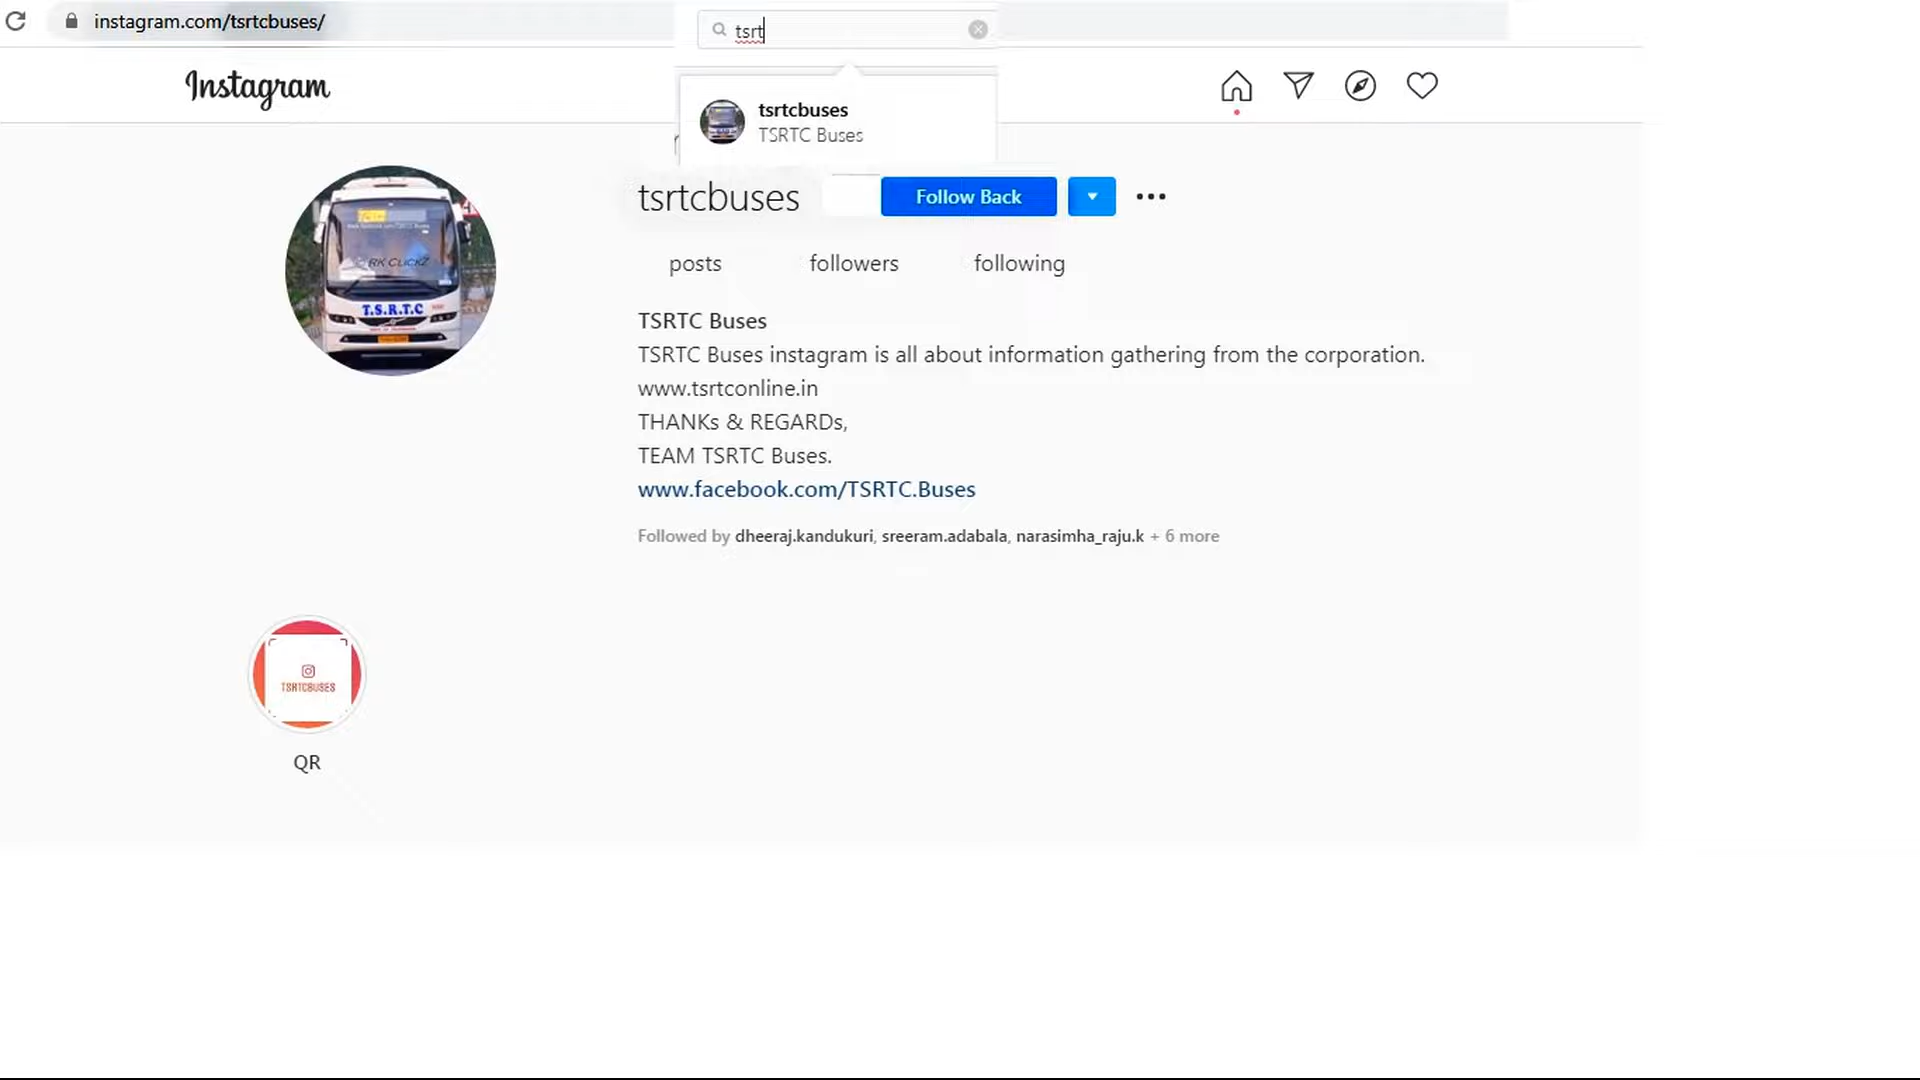 instagram.com/tsrtcbuses/
tsrt
Instagram
tsrtcbuses
TSRTC Buses
tsrtcbuses
Follow Back
posts followers following
TSRTC Buses
TSRTC Buses instagram is all about information gathering from the corporation.
www.tsrtconline.in
THANKs & REGARDs,
TEAM TSRTC Buses.
www.facebook.com/TSRTC.Buses
Followed by dheeraj.kandukuri, sreeram.adabala, narasimha_raju.k + 6 more
RK CLICKZ
T.S.R.T.C
TSRTCBUSES
QR